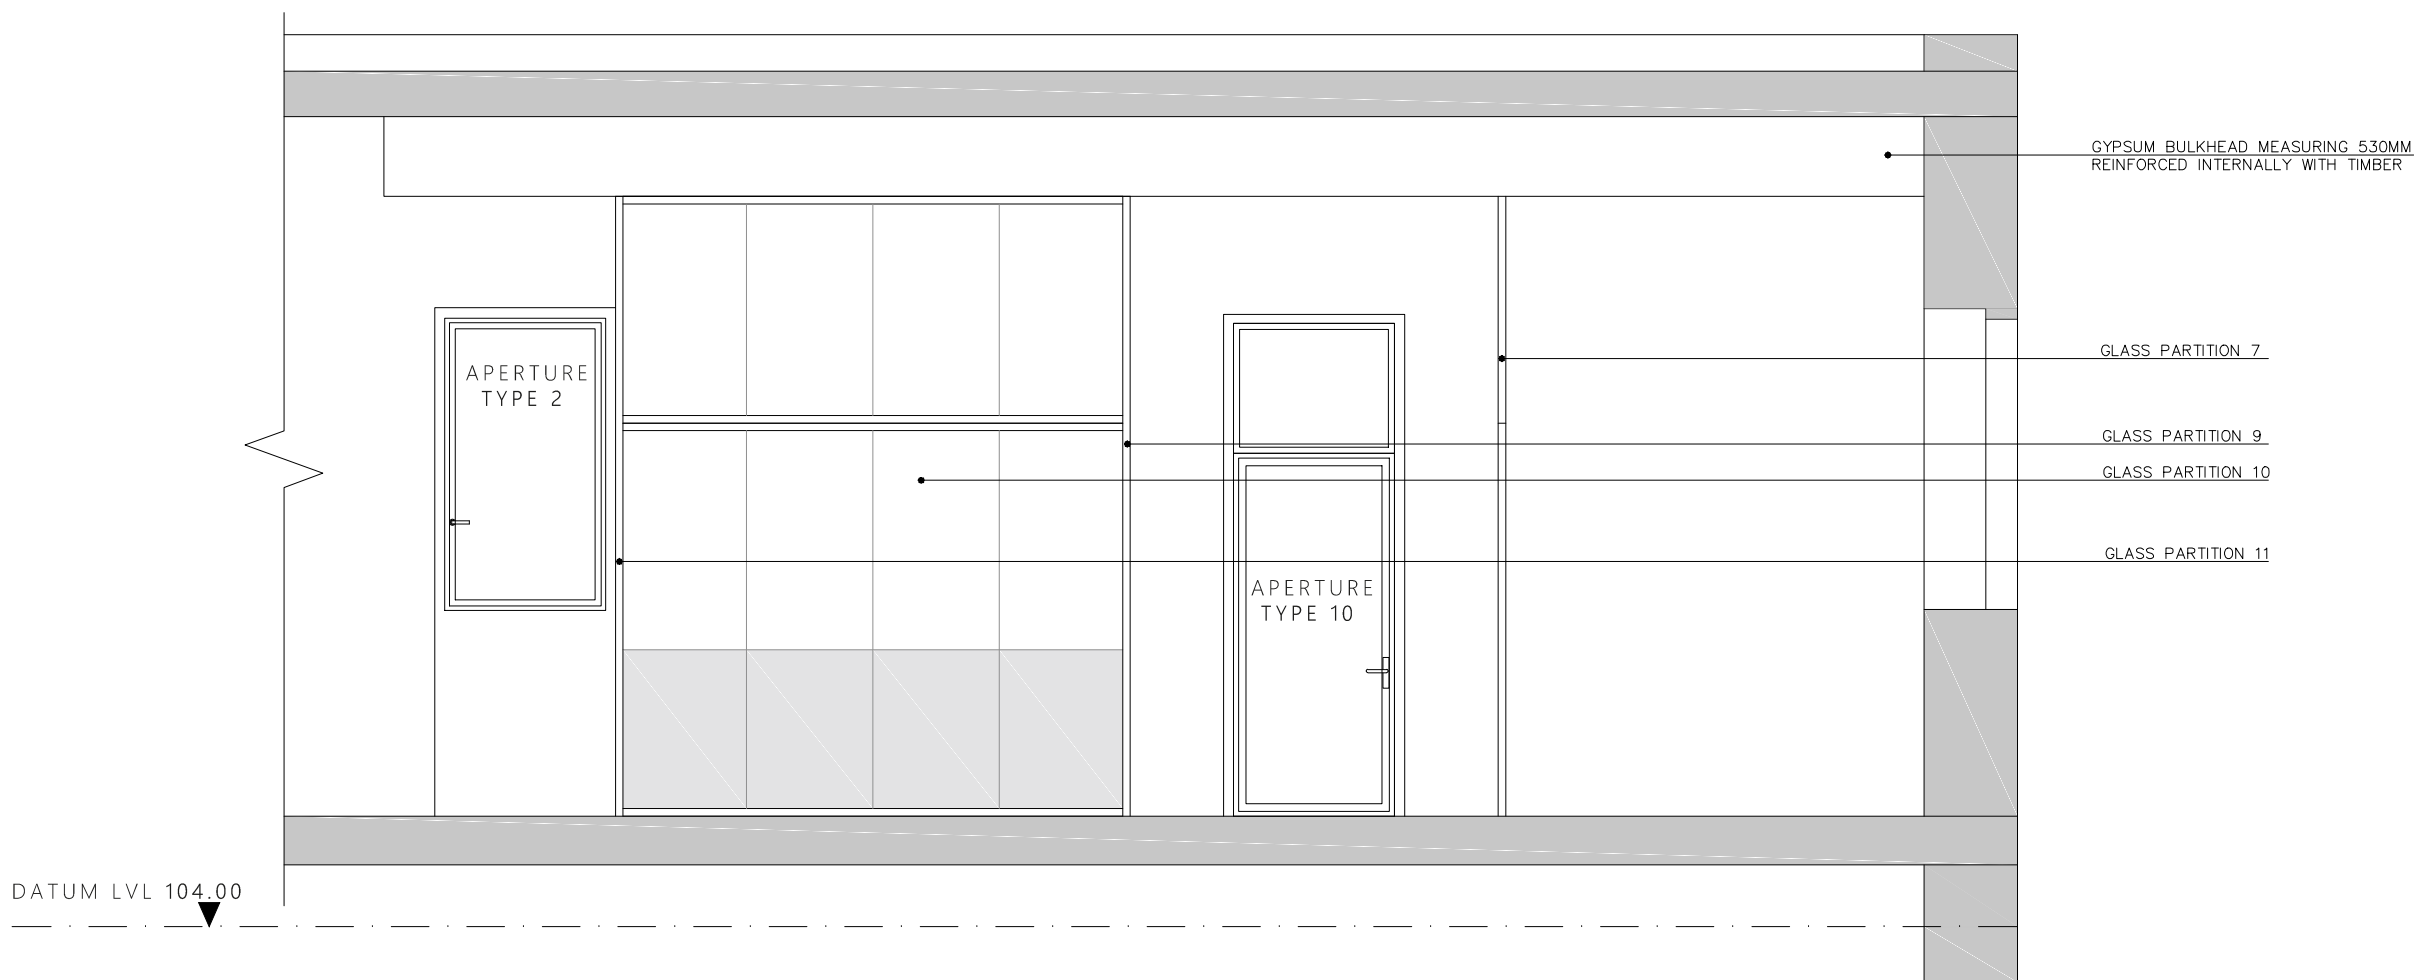 GYPSUM BULKHEAD MEASURING 530MM
REINFORCED INTERNALLY WITH TIMBER
GLASS PARTITION 7
APERTURE
TYPE 2
GLASS PARTITION 9
GLASS PARTITION 10
GLASS PARTITION 11
APERTURE
TYPE 10
DATUM LVL 104.00